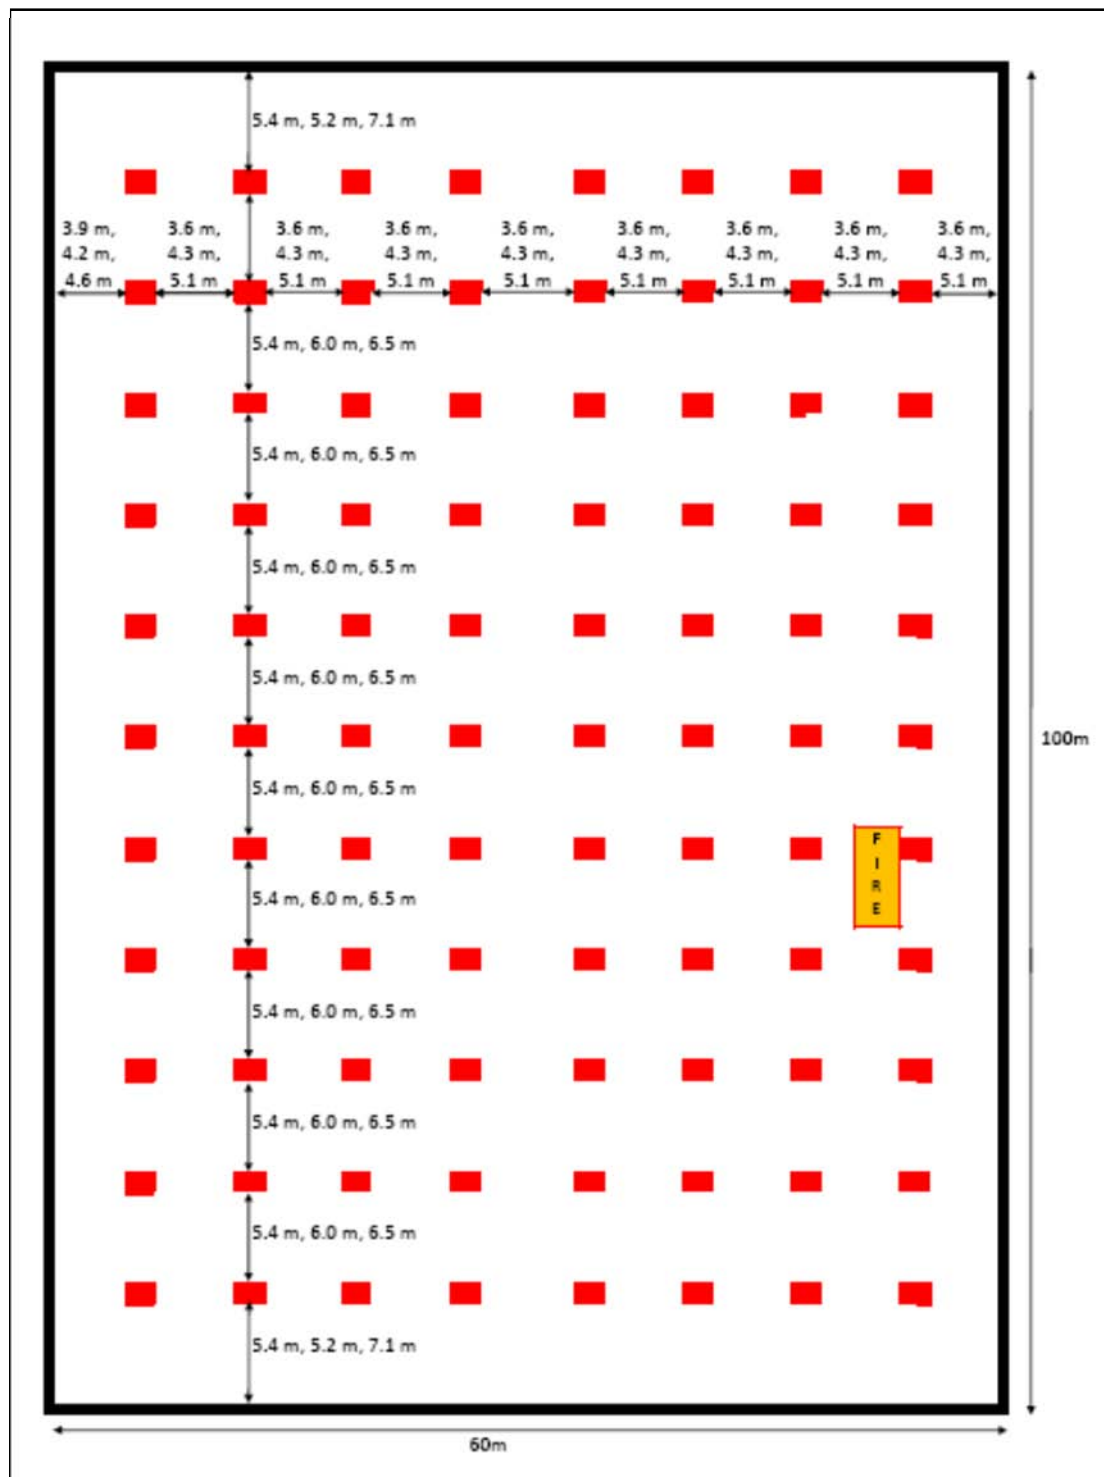 5.4 m, 5.2 m, 7.1 m
3.9 m, 3.6 m, 3.6 m, 3.6 m, 3.6 m, 3.6 m, 3.6 m, 3.6 m, 3.6 m,
4.2 m, 4.3 m, 4.3 m, 4.3 m, 4.3 m, 4.3 m, 4.3 m, 4.3 m, 4.3 m,
4.6 m 5.1 m 5.1 m 5.1 m 5.1 m 5.1 m 5.1 m 5.1 m 5.1 m
5.4 m, 6.0 m, 6.5 m
5.4 m, 6.0 m, 6.5 m
5.4 m, 6.0 m, 6.5 m
5.4 m, 6.0 m, 6.5 m
100m
5.4 m, 6.0 m, 6.5 m
F
I
R
E
5.4 m, 6.0 m, 6.5 m
5.4 m, 6.0 m, 6.5 m
5.4 m, 6.0 m, 6.5 m
5.4 m, 6.0 m, 6.5 m
5.4 m, 5.2 m, 7.1 m
60m